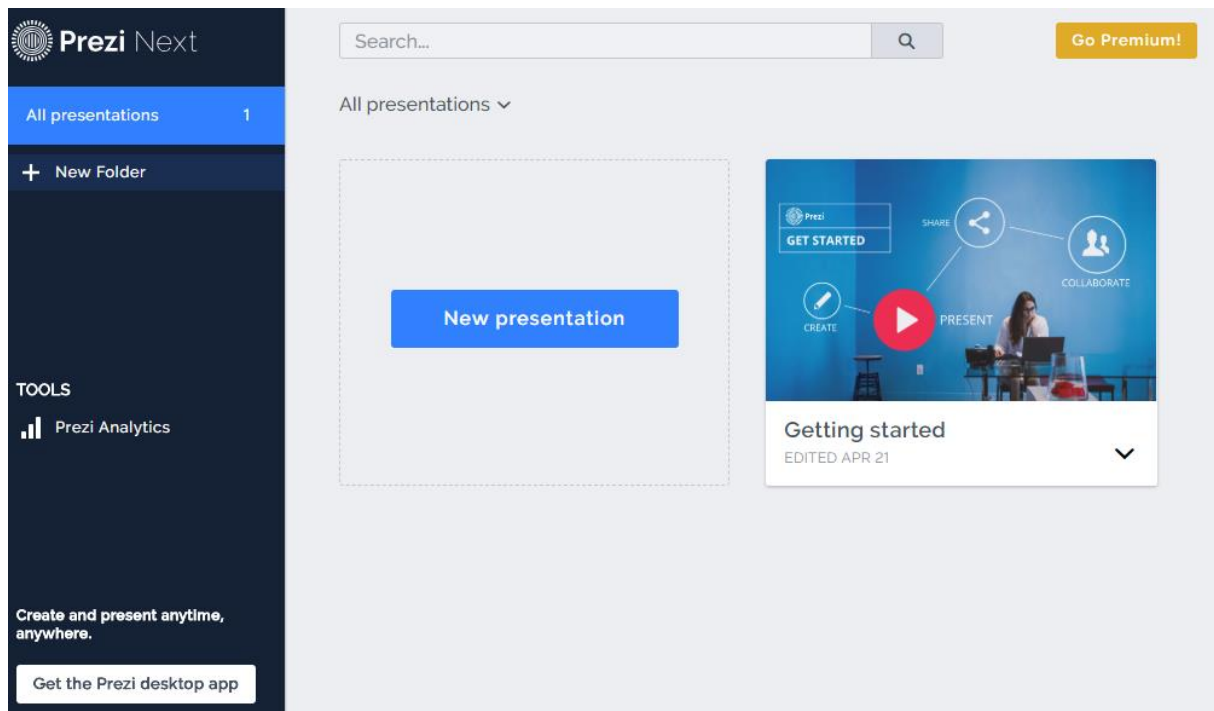 Prezi Next
Search...
Go Premium!
All presentations 1
All presentations
+ New Folder
New presentation
Prezi
GET STARTED
SHARE
COLLABORATE
CREATE
PRESENT
TOOLS
Prezi Analytics
Getting started
EDITED APR 21
Create and present anytime,
anywhere.
Get the Prezi desktop app